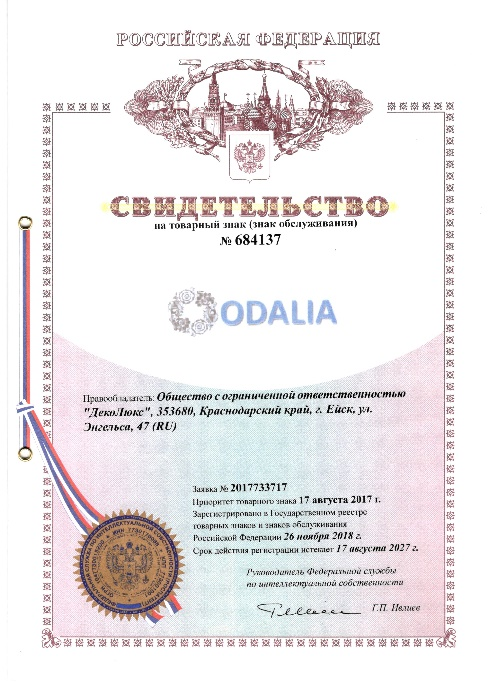 РОССИЙСКАЯ ФЕДЕРАЦИЯ
СВИДЕТЕЛЬСТВО
на товарный знак (знак обслуживания)
№ 684137
ODALIA
Правообладатель: Общество с ограниченной ответственностью
"ДекоЛюкс", 353680, Краснодарский край, г. Ейск, ул.
Энгельса, 47 (RU)
Заявка № 2017733717
Приоритет товарного знака 17 августа 2017 г.
Зарегистрировано в Государственном реестре
товарных знаков и знаков обслуживания
Российской Федерации 26 ноября 2018 г.
Срок действия регистрации истекает 17 августа 2027 г.
Руководитель Федеральной службы
по интеллектуальной собственности
Г.П. Ивлиев